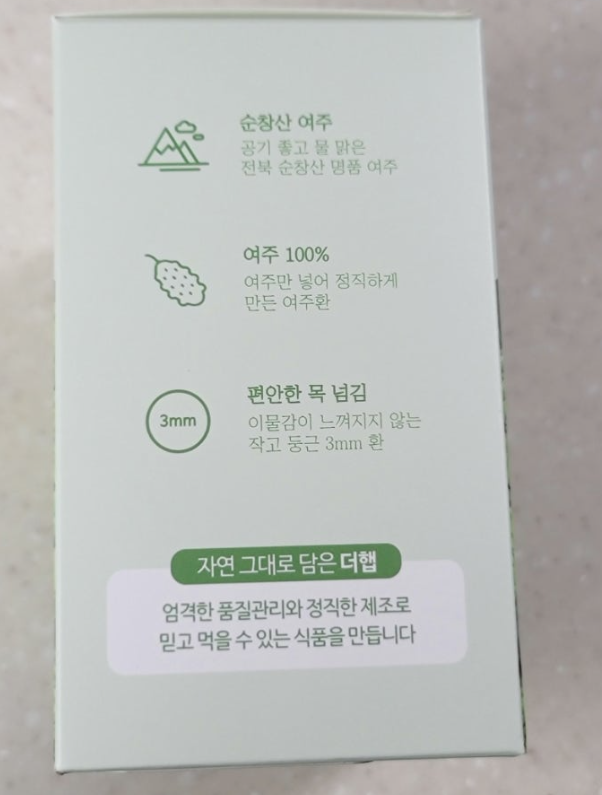 순창산 여주
공기 좋고 물 맑은
전북 순창산 명품 여주
여주 100%
여주만 넣어 정직하게
만든 여주환
3mm
편안한 목 넘김
이물감이 느껴지지 않는
작고 둥근 3mm 환
자연 그대로 담은 더햅
엄격한 품질관리와 정직한 제조로
믿고 먹을 수 있는 식품을 만듭니다